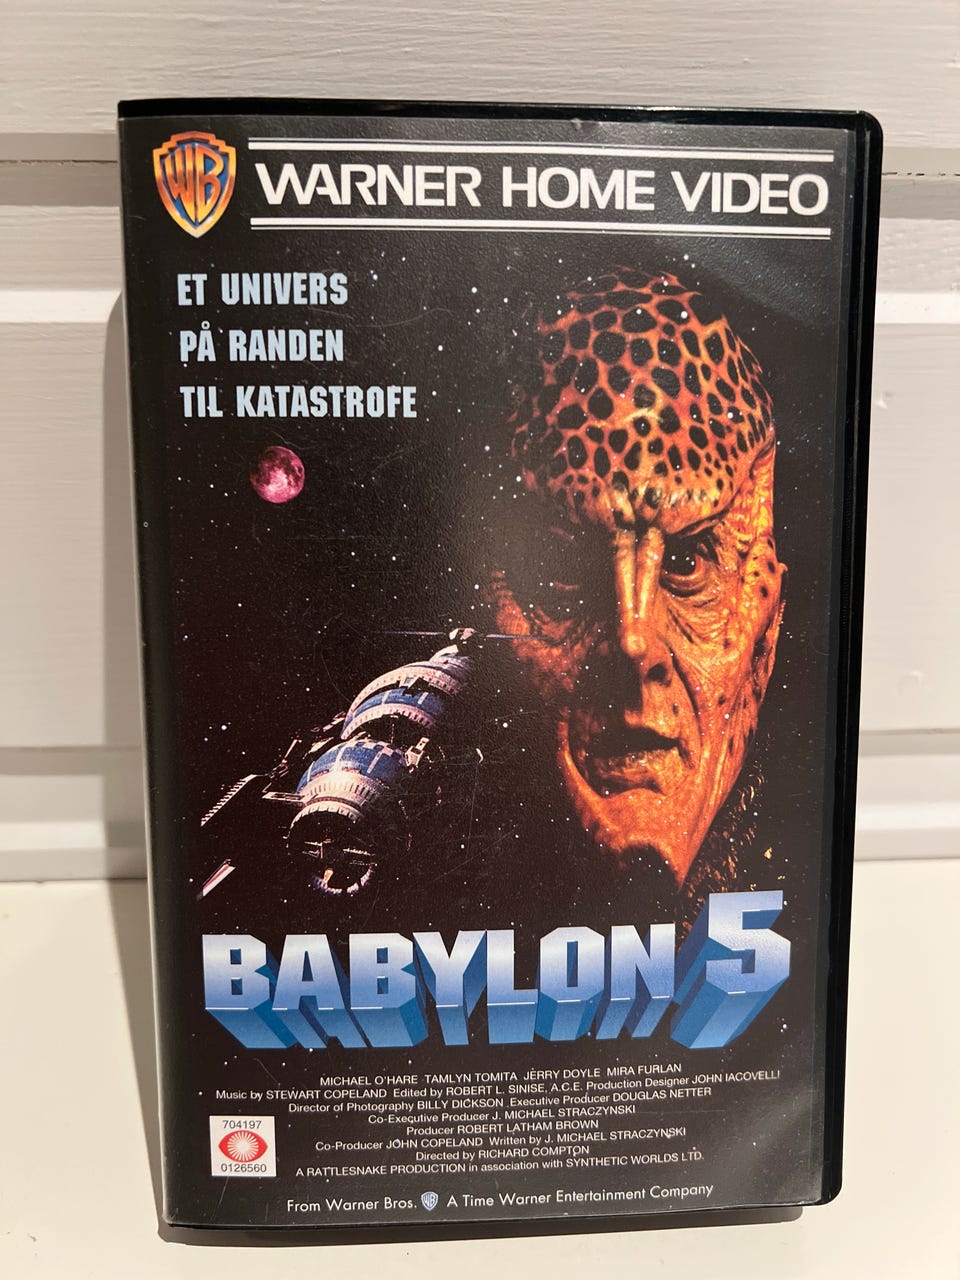 WB
WARNER HOME VIDEO
ET UNIVERS
PÅ RANDEN
TIL KATASTROFE
BABYLON 5
MICHAEL O'HARE TAMLYN TOMITA JERRY DOYLE MIRA FURLAN
Music by STEWART COPELAND Edited by ROBERT L. SINISE, A.C.E. Production Designer JOHN IACOVELLI
Director of Photography BILLY DICKSON Executive Producer DOUGLAS NETTER
Co-Executive Producer J. MICHAEL STRACZYNSKI
Producer ROBERT LATHAM BROWN
Co-Producer JOHN COPELAND Written by J. MICHAEL STRACZYNSKI
Directed by RICHARD COMPTON
A RATTLESNAKE PRODUCTION in association with SYNTHETIC WORLDS LTD.
704197
0126560
From Warner Bros. WB A Time Warner Entertainment Company